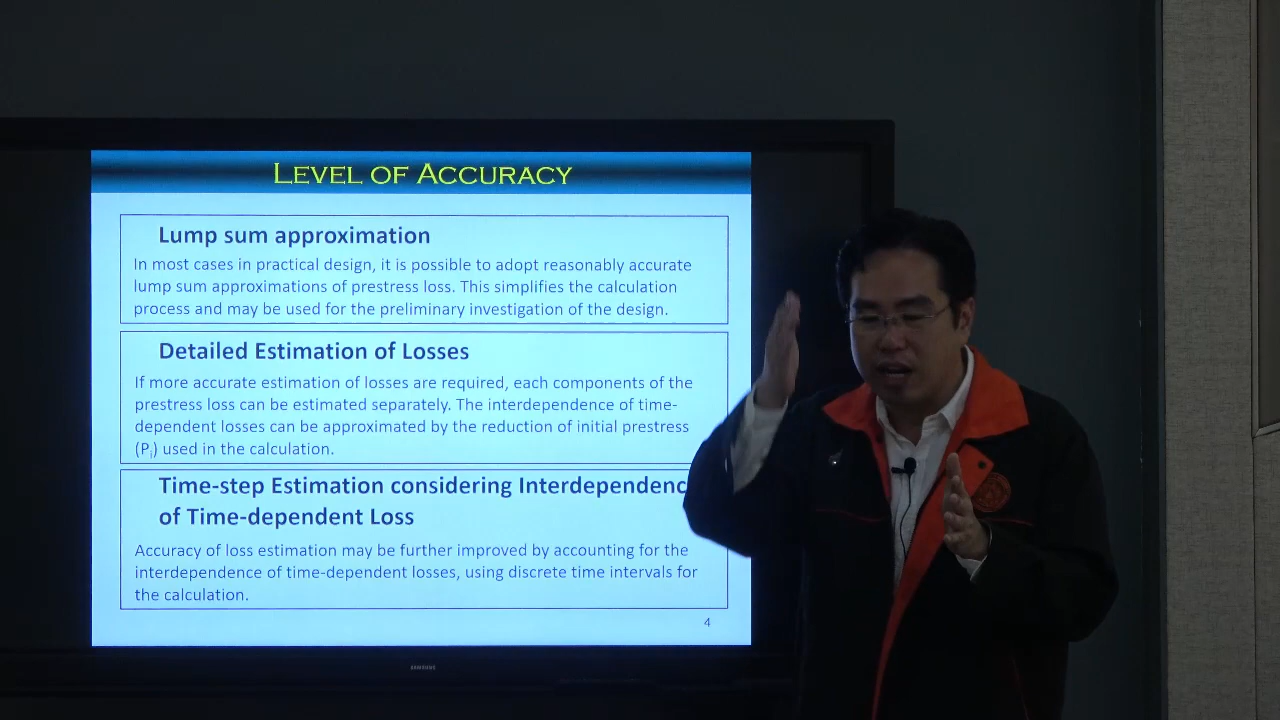 LEVEL OF ACCURACY
Lump sum approximation
In most cases in practical design, it is possible to adopt reasonably accurate
lump sum approximations of prestress loss. This simplifies the calculation
process and may be used for the preliminary investigation of the design.
Detailed Estimation of Losses
If more accurate estimation of losses are required, each components of the
prestress loss can be estimated separately. The interdependence of time-
dependent losses can be approximated by the reduction of initial prestress
(Pi) used in the calculation.
Time-step Estimation considering Interdependenc
of Time-dependent Loss
Accuracy of loss estimation may be further improved by accounting for the
interdependence of time-dependent losses, using discrete time intervals for
the calculation.
4
SAMSUNG